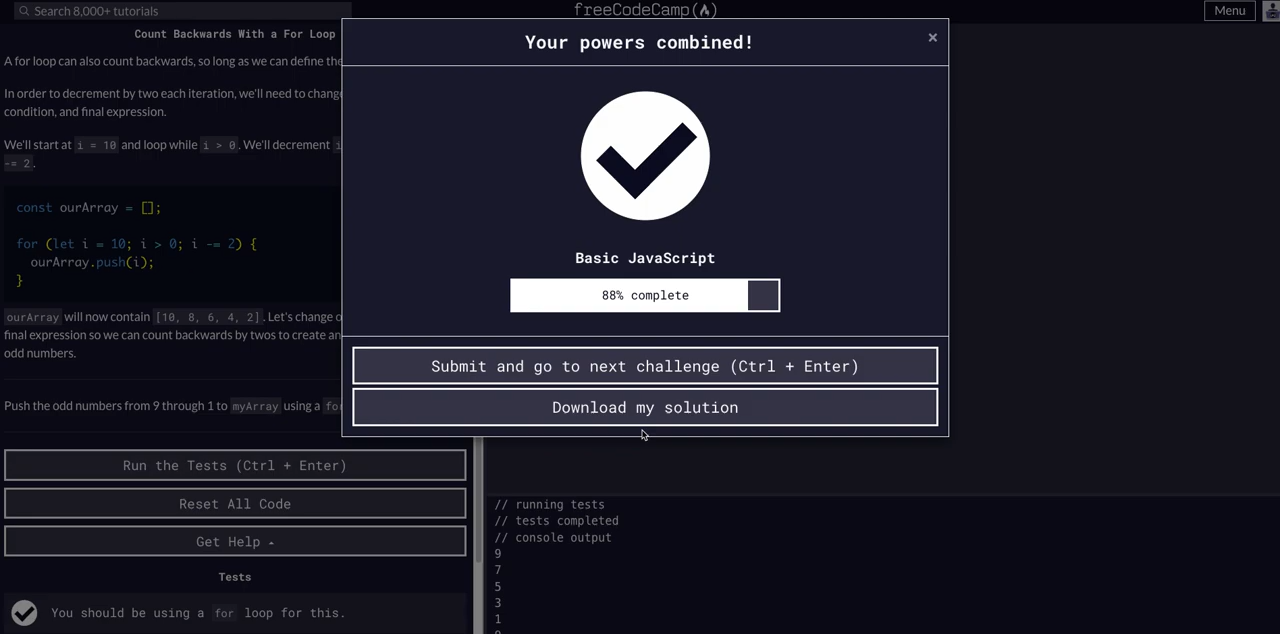 Search 8,000+ tutorials
freeCodeCamp
Menu
Count Backwards With a For Loop
A for loop can also count backwards, so long as we can define the
In order to decrement by two each iteration, we'll need to change
condition, and final expression.
We'll start at i = 10 and loop while i > 0. We'll decrement i
-= 2.
const ourArray = [];
for (let i = 10; i > 0; i -= 2) {
ourArray.push(i);
}
ourArray will now contain [10, 8, 6, 4, 2]. Let's change o
final expression so we can count backwards by twos to create an
odd numbers.
Push the odd numbers from 9 through 1 to myArray using a for
Run the Tests (Ctrl + Enter)
Reset All Code
Get Help
Tests
You should be using a for loop for this.
Your powers combined!
×
Basic JavaScript
88% complete
Submit and go to next challenge (Ctrl + Enter)
Download my solution
// running tests
// tests completed
// console output
9
7
5
3
1